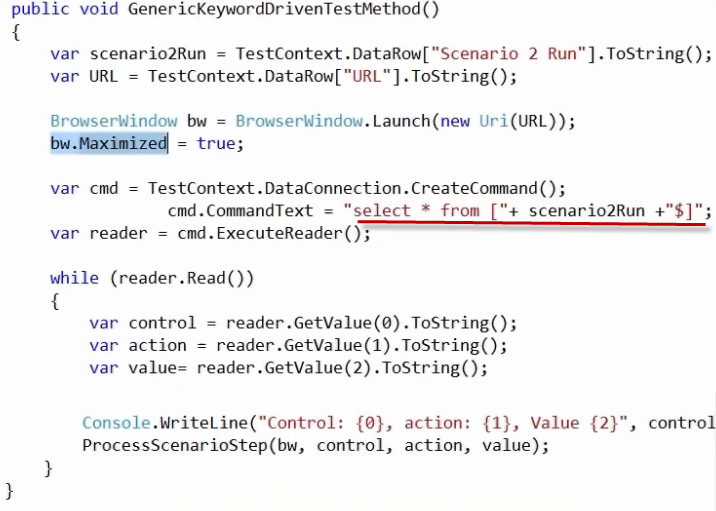 public void GenericKeywordDrivenTestMethod()
{
var scenario2Run = TestContext.DataRow["Scenario 2 Run"].ToString();
var URL = TestContext.DataRow["URL"].ToString();
BrowserWindow bw = BrowserWindow.Launch(new Uri(URL));
bw.Maximized = true;
var cmd = TestContext.DataConnection.CreateCommand();
cmd.CommandText = "select * from ["+ scenario2Run +"$]";
var reader = cmd.ExecuteReader();
while (reader.Read())
{
var control = reader.GetValue(0).ToString();
var action = reader.GetValue(1).ToString();
var value= reader.GetValue(2).ToString();
Console.WriteLine("Control: {0}, action: {1}, Value {2}", control
ProcessScenarioStep(bw, control, action, value);
}
}